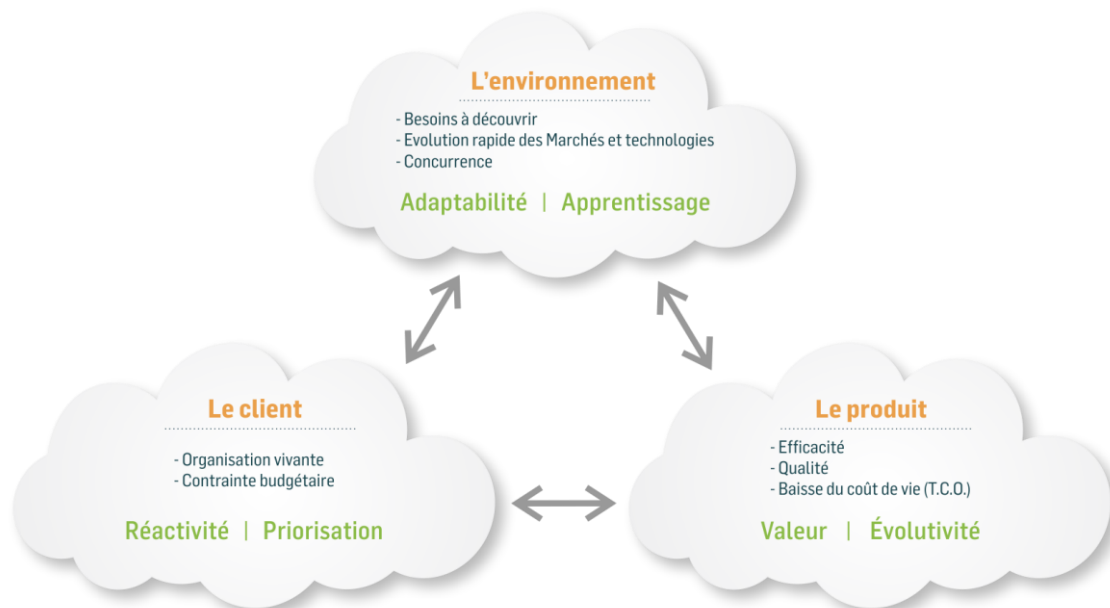 L'environnement
- Besoins à découvrir
- Evolution rapide des Marchés et technologies
- Concurrence
Adaptabilité | Apprentissage
Le client
- Organisation vivante
- Contrainte budgétaire
Réactivité | Priorisation
Le produit
- Efficacité
- Qualité
- Baisse du coût de vie (T.C.O.)
Valeur | Évolutivité